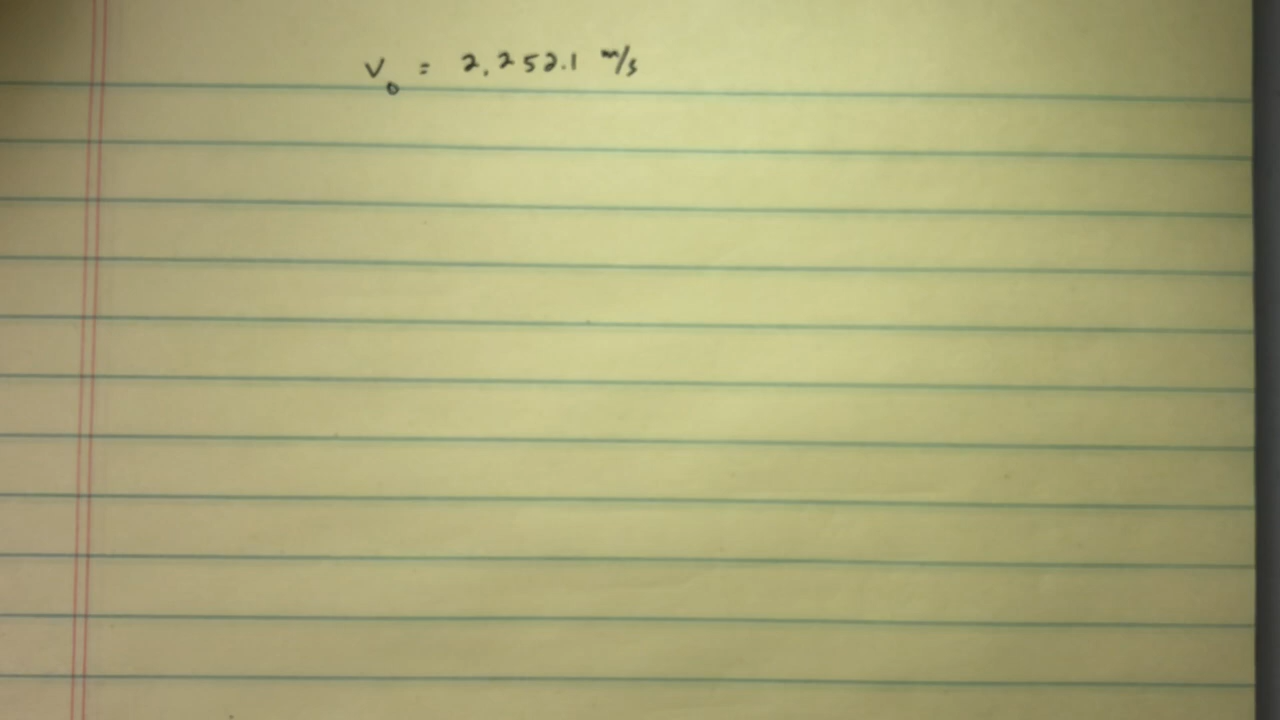 v₀ = 2,252.1 m/s